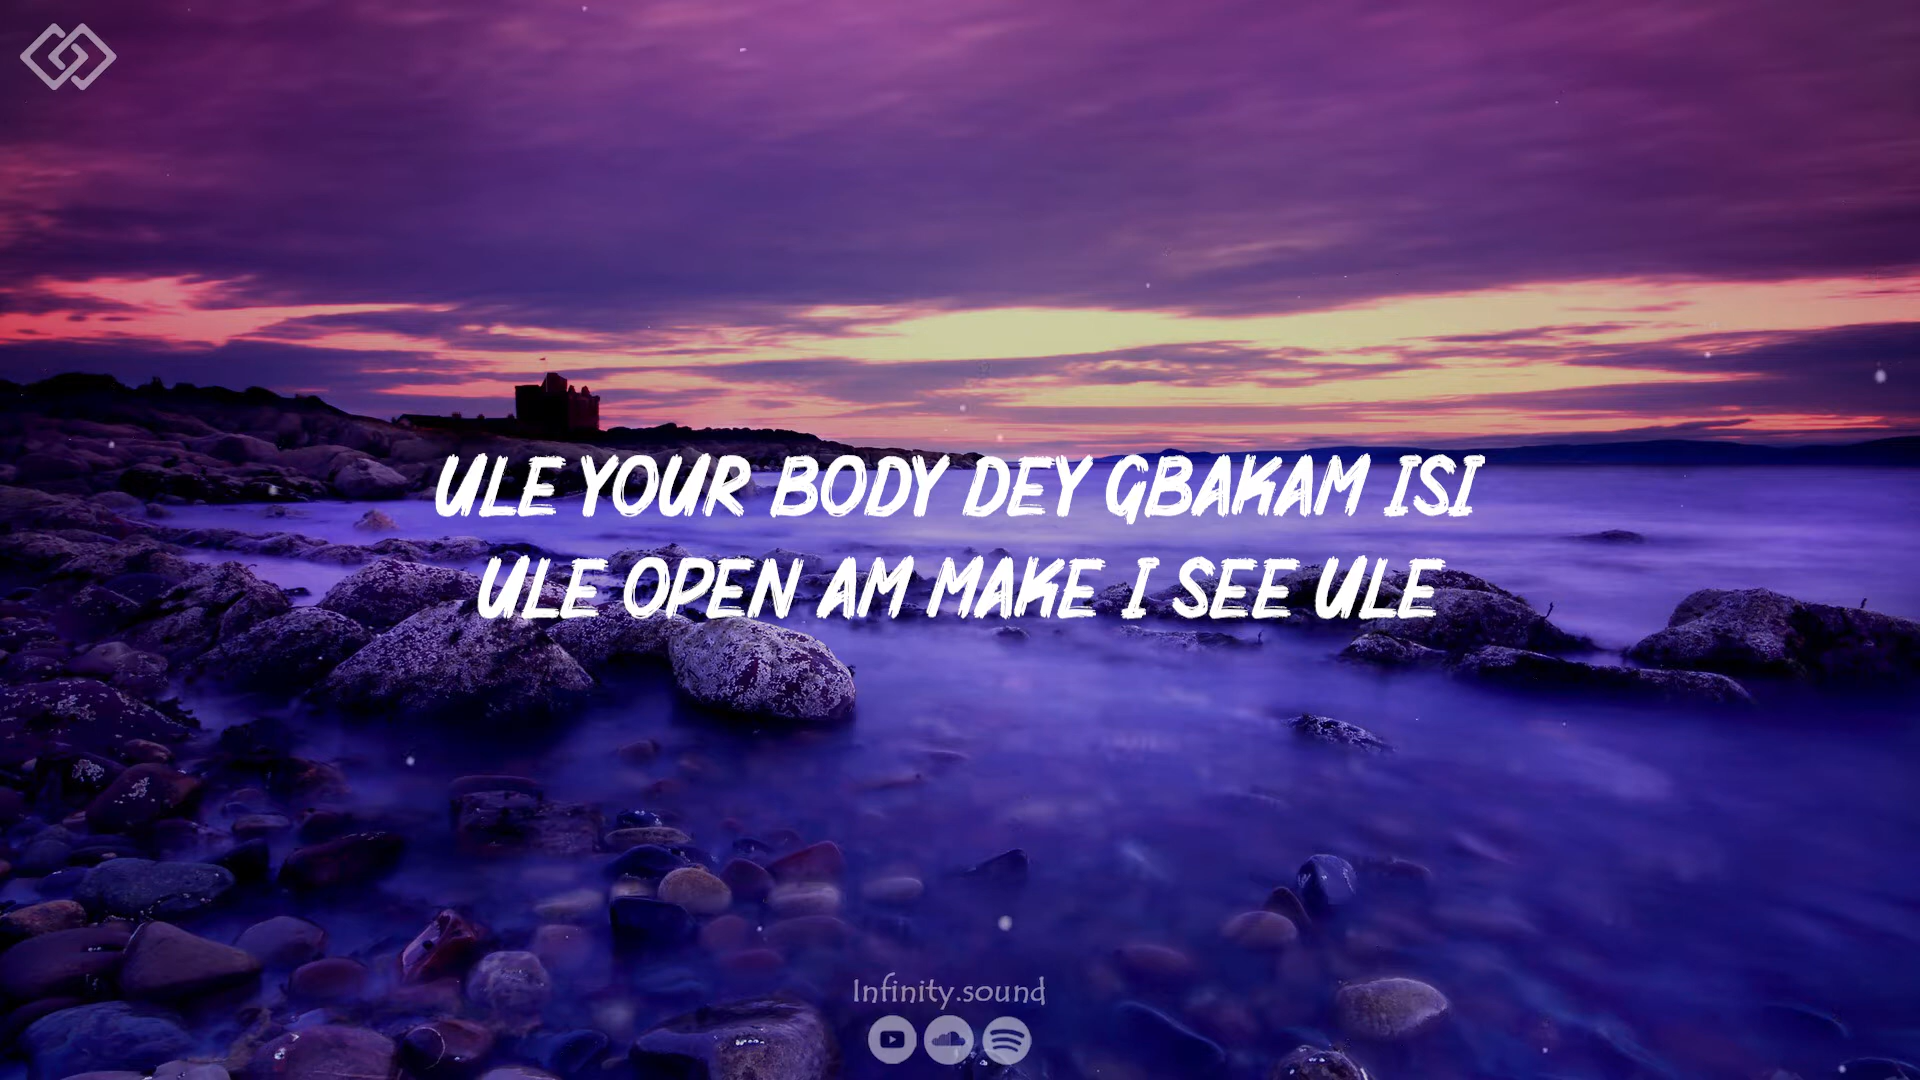 ULE YOUR BODY DEY GBAKAM ISI
ULE OPEN AM MAKE I SEE ULE
Infinity.sound